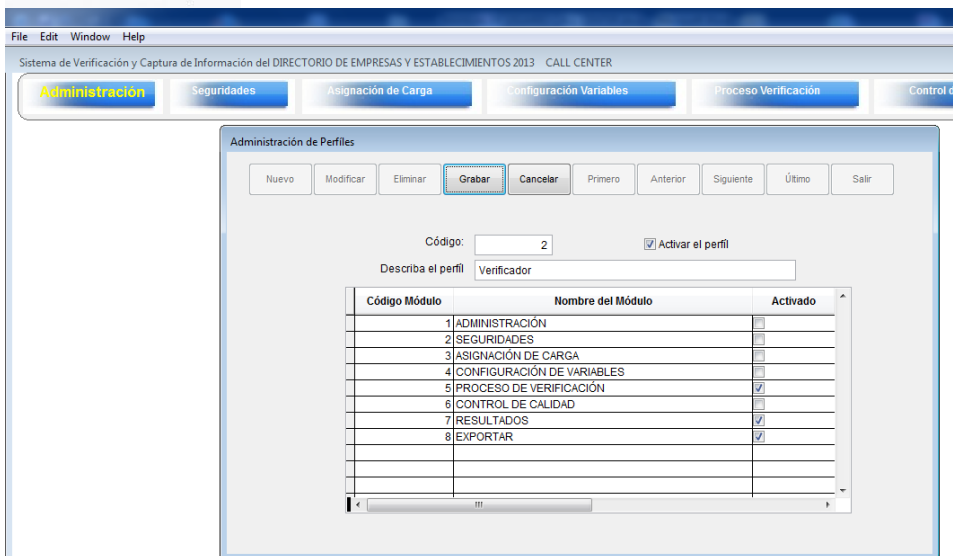 File Edit Window Help
Sistema de Verificación y Captura de Información del DIRECTORIO DE EMPRESAS Y ESTABLECIMIENTOS 2013 CALL CENTER
Administración Seguridades Asignación de Carga Configuración Variables Proceso Verificación Control
Administración de Perfíles
Nuevo Modificar Eliminar Grabar Cancelar Primero Anterior Siguiente Último Salir
Código: 2 Activar el perfíl
Describa el perfíl Verificador
Código Módulo Nombre del Módulo Activado
1 ADMINISTRACIÓN
2 SEGURIDADES
3 ASIGNACIÓN DE CARGA
4 CONFIGURACIÓN DE VARIABLES
5 PROCESO DE VERIFICACIÓN
6 CONTROL DE CALIDAD
7 RESULTADOS
8 EXPORTAR